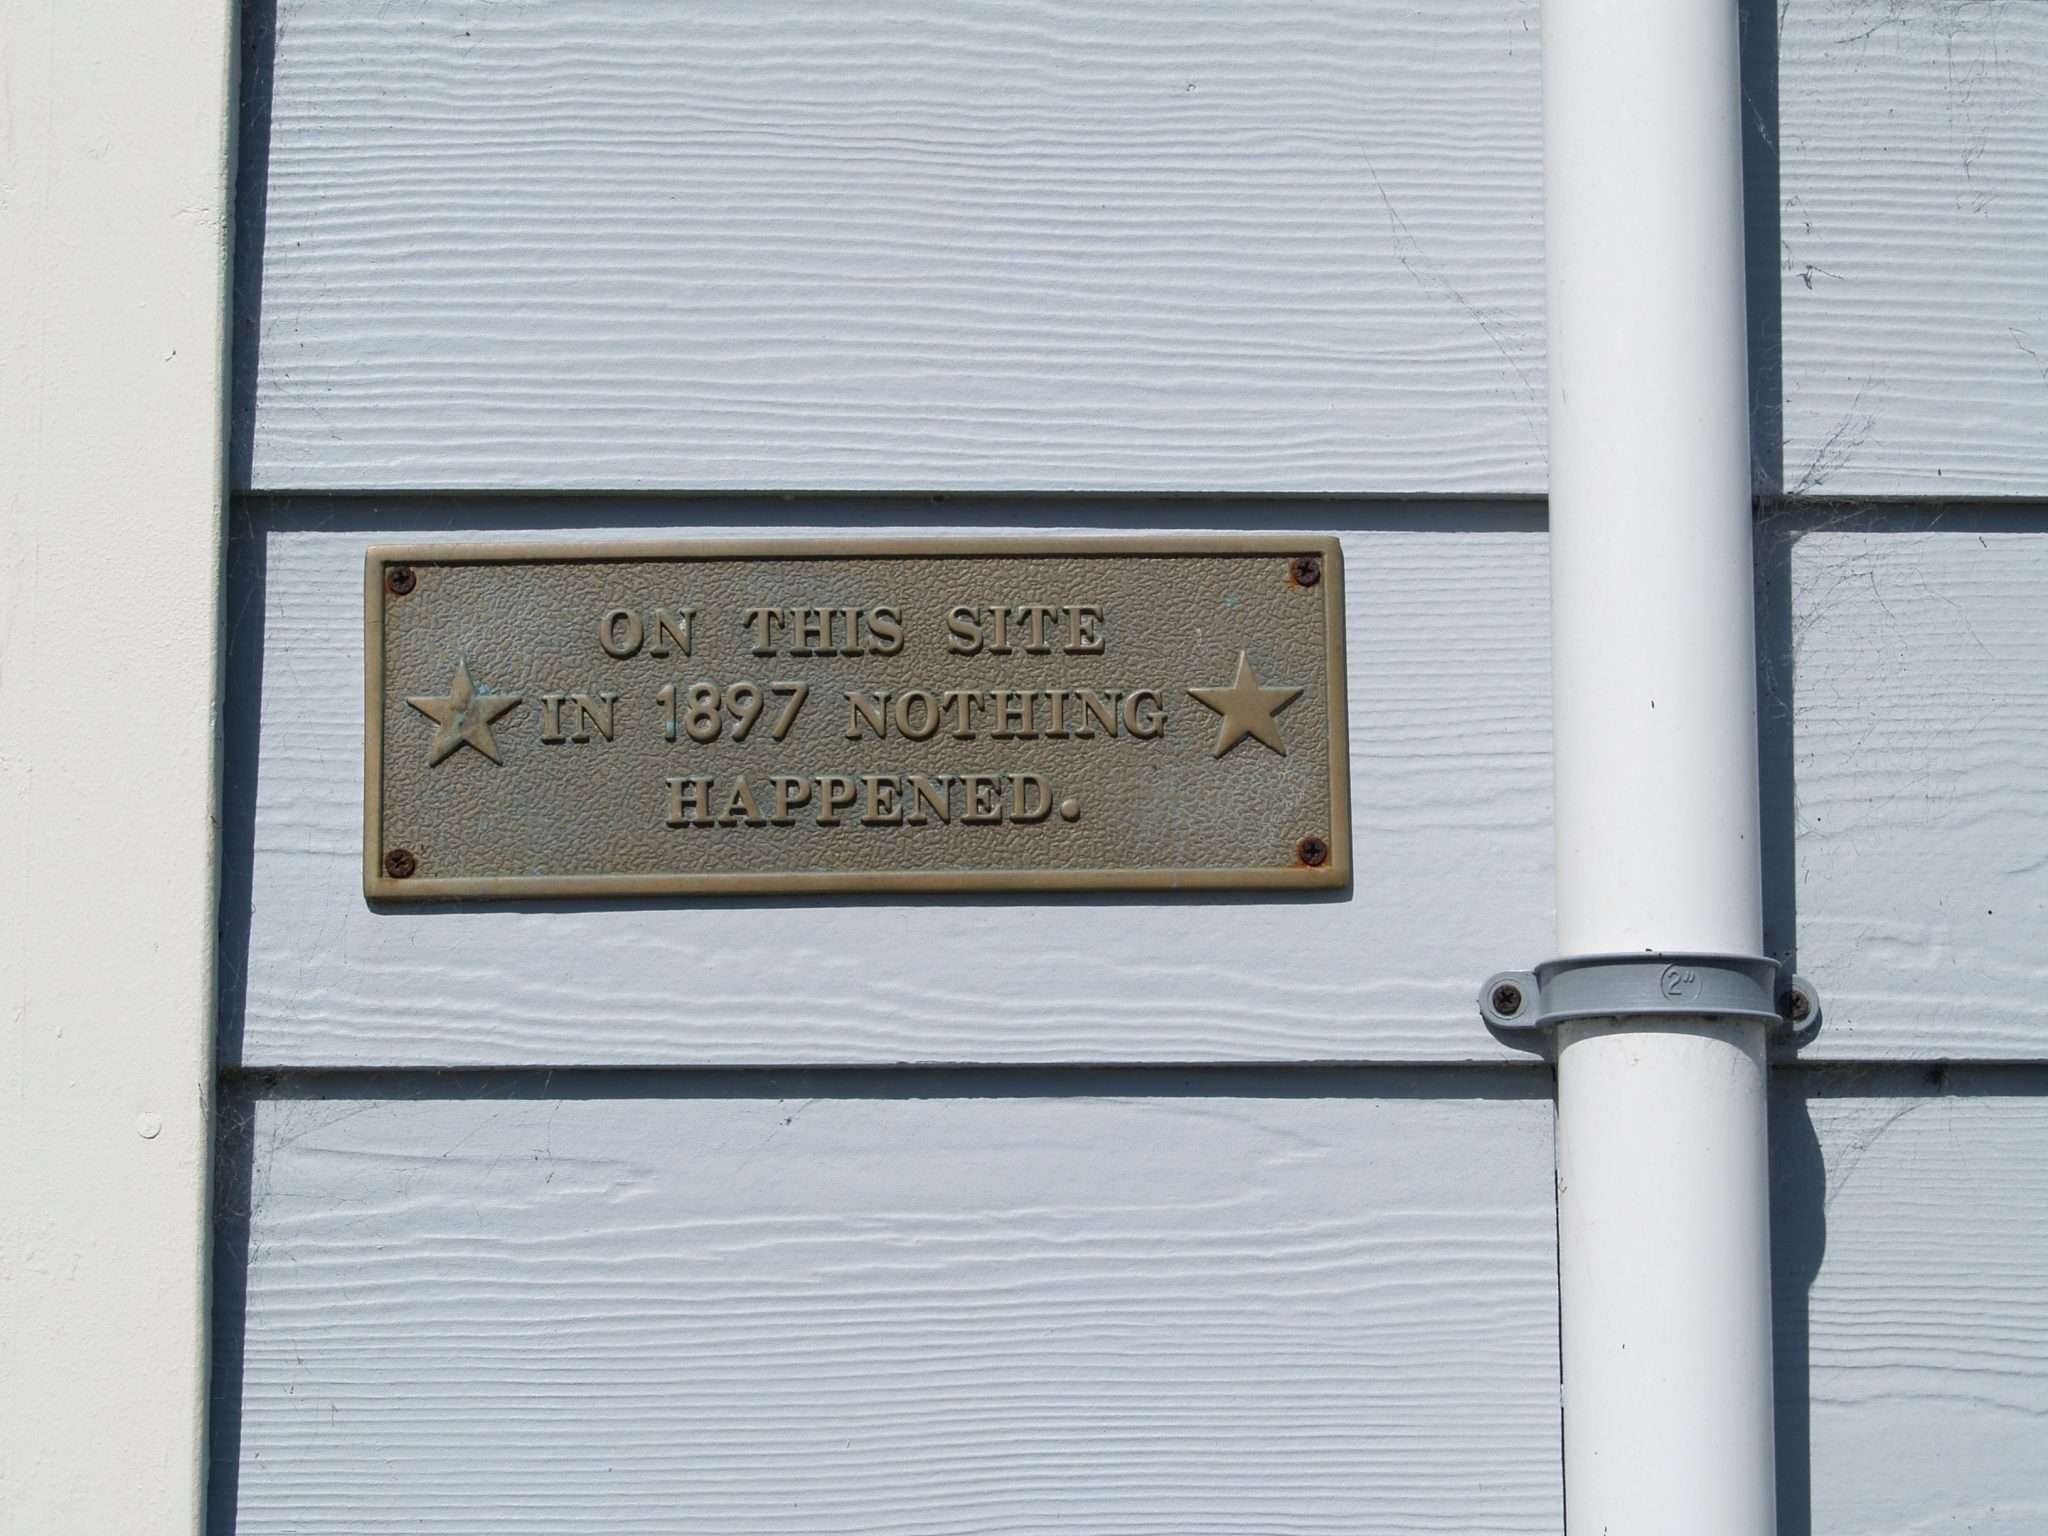 ON THIS SITE
IN 1897 NOTHING
HAPPENED.
2"